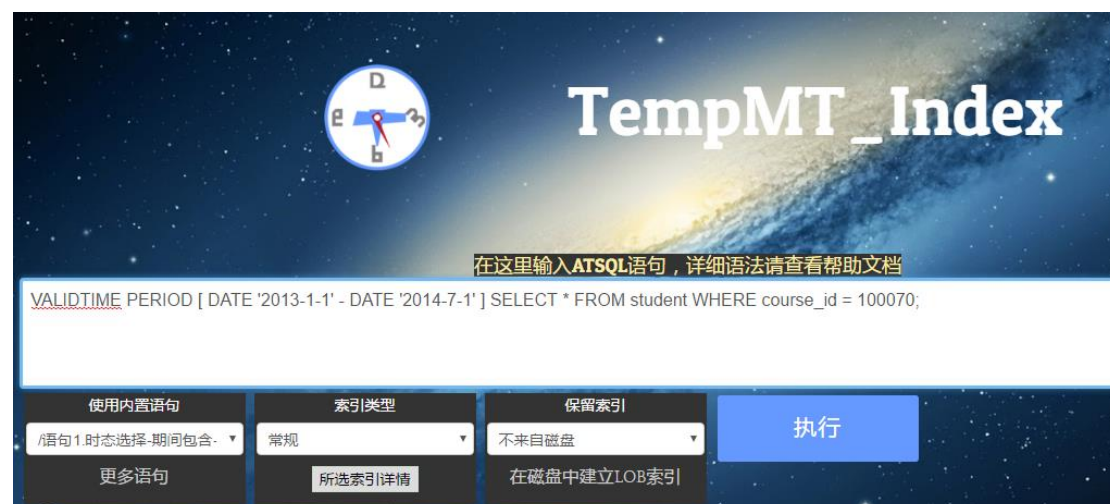 TempMT_Index
在这里输入ATSQL语句，详细语法请查看帮助文档
VALIDTIME PERIOD [ DATE '2013-1-1' - DATE '2014-7-1' ] SELECT * FROM student WHERE course_id = 100070;
使用内置语句 索引类型 保留索引
/语句1.时态选择-期间包含- 常规 不来自磁盘 执行
更多语句 所选索引详情 在磁盘中建立LOB索引